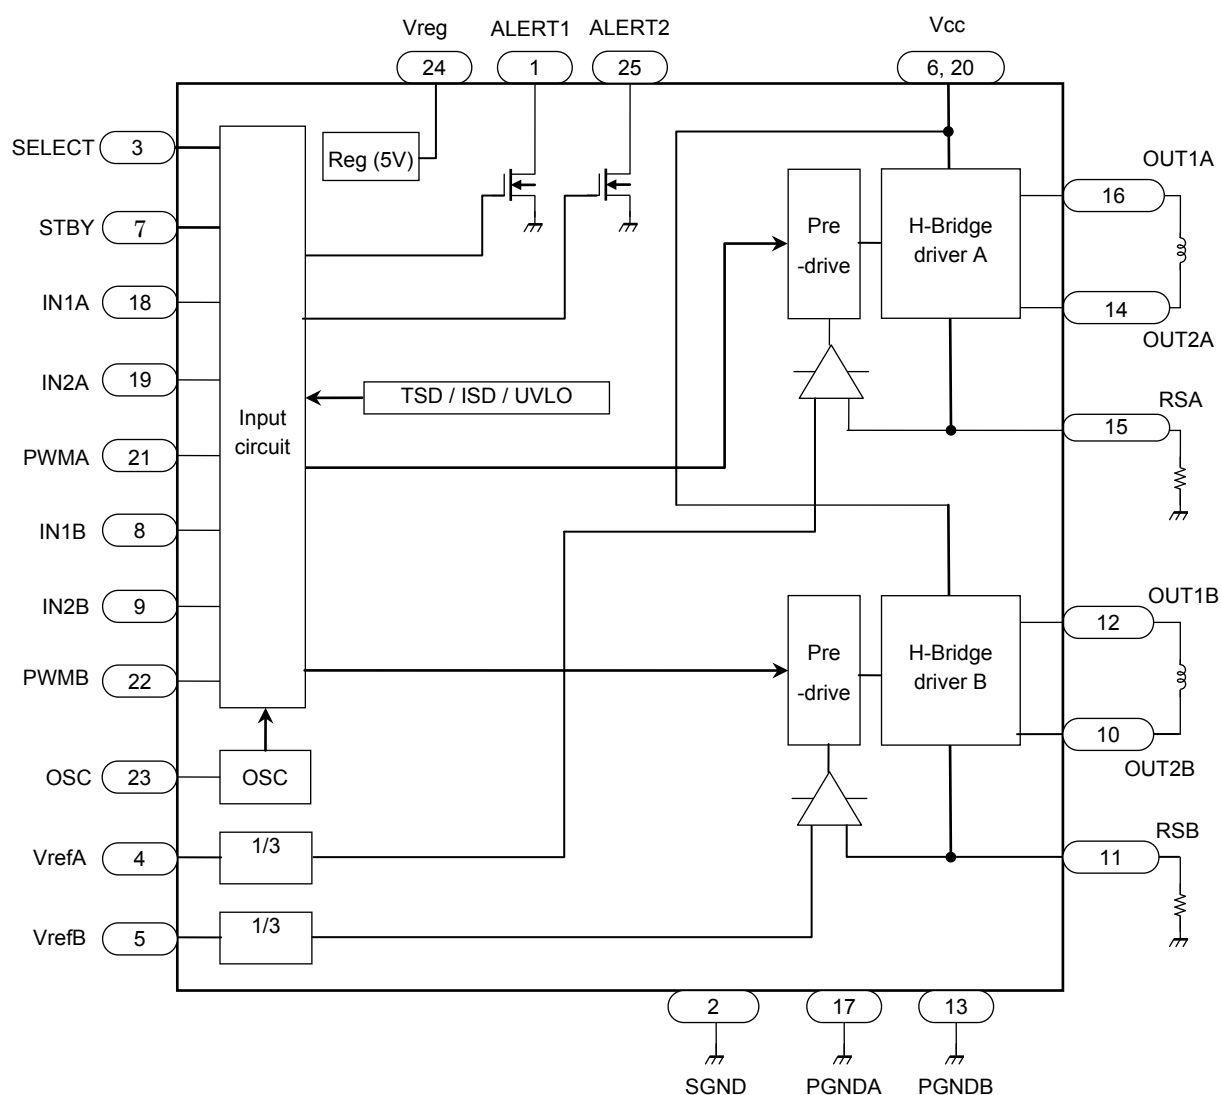 Vreg
ALERT1
ALERT2
Vcc
24
1
25
6, 20
SELECT
3
Reg (5V)
OUT1A
16
STBY
7
Pre
-drive
H-Bridge
driver A
IN1A
18
14
OUT2A
IN2A
19
TSD / ISD / UVLO
RSA
15
Input
circuit
PWMA
21
IN1B
8
IN2B
9
OUT1B
12
PWMB
22
Pre
-drive
H-Bridge
driver B
10
OUT2B
OSC
23
OSC
RSB
11
VrefA
4
1/3
VrefB
5
1/3
2
17
13
SGND
PGNDA
PGNDB